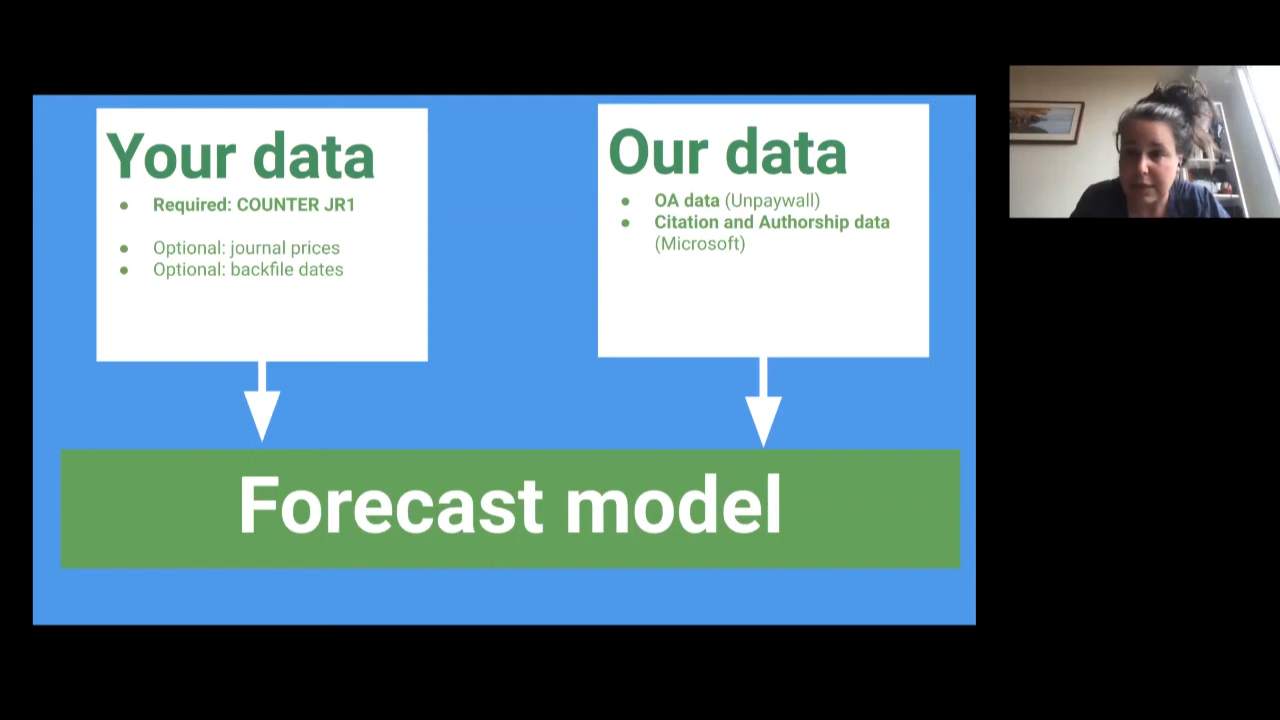 Your data
● Required: COUNTER JR1
● Optional: journal prices
● Optional: backfile dates
Our data
● OA data (Unpaywall)
● Citation and Authorship data
(Microsoft)
Forecast model